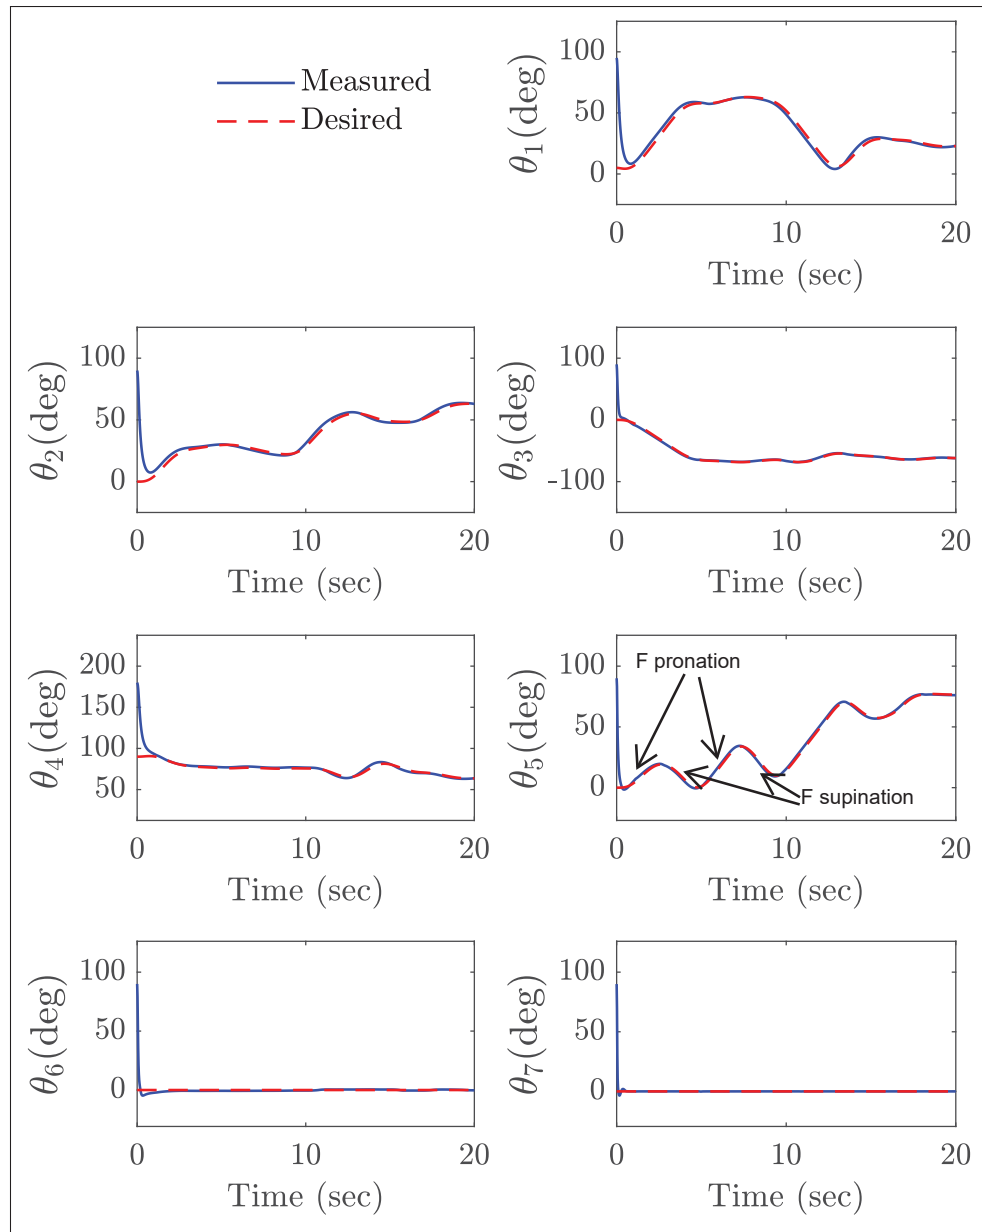 Measured
Desired
θ1(deg)
100
50
0
0 10 20
Time (sec)
θ2(deg)
100
50
0
0 10 20
Time (sec)
θ3(deg)
100
0
-100
0 10 20
Time (sec)
θ4(deg)
200
150
100
50
0 10 20
Time (sec)
θ5(deg)
100
50
0
F pronation
F supination
0 10 20
Time (sec)
θ6(deg)
100
50
0
0 10 20
Time (sec)
θ7(deg)
100
50
0
0 10 20
Time (sec)